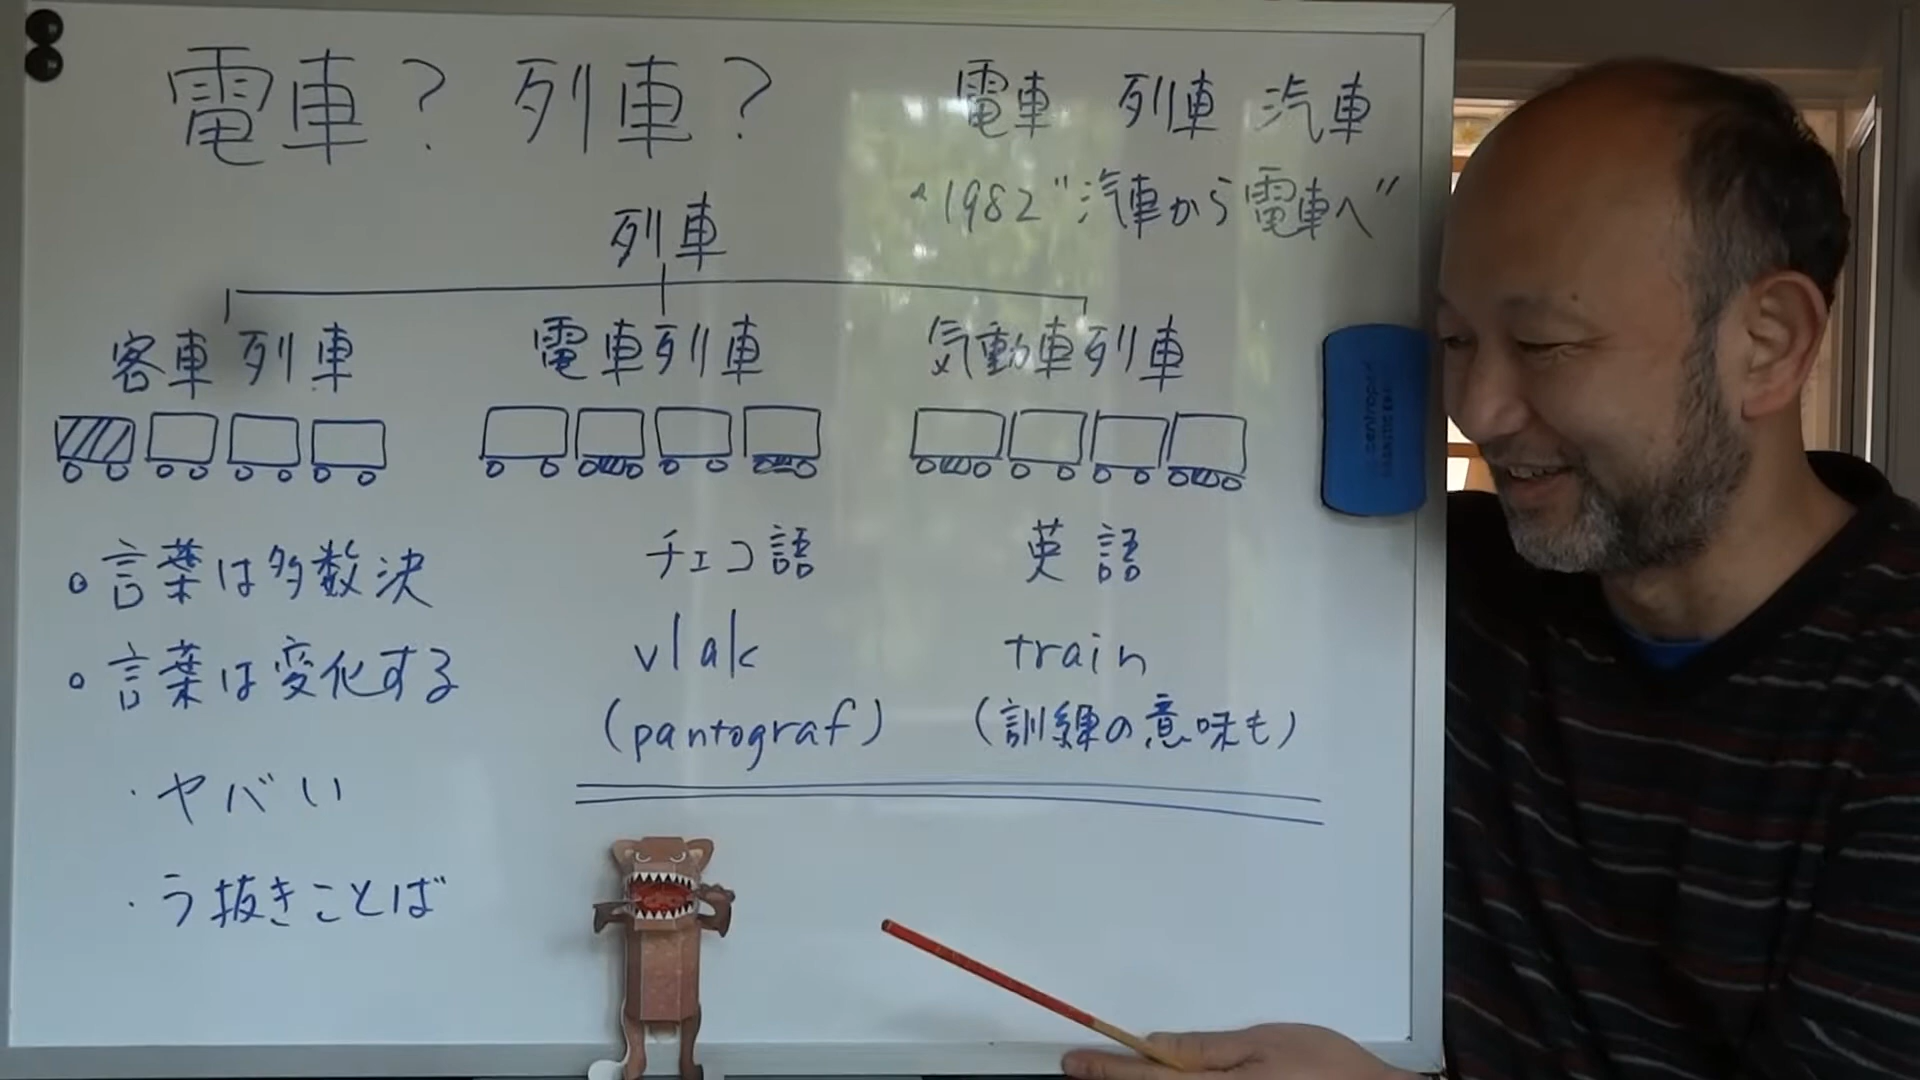 電車? 列車?
電車 列車 汽車
・1982 "汽車から電車へ"
列車
客車列車 電車列車 気動車列車
○言葉は多数決
○言葉は変化する
・ヤバい
・ら抜きことば
チェコ語
vlak
(pantograf)
英語
train
(訓練の意味も)